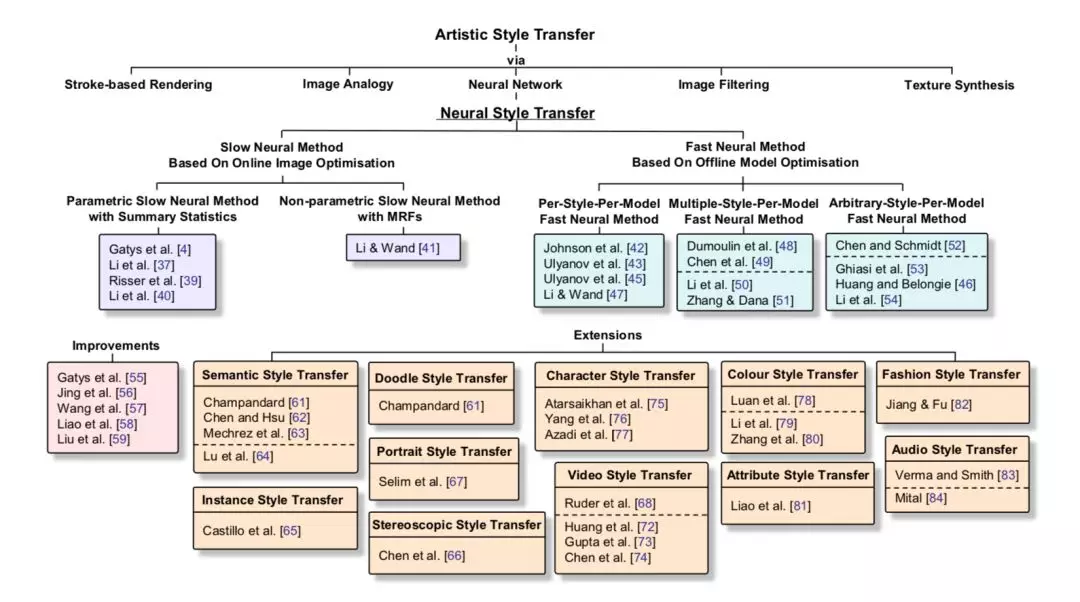 Artistic Style Transfer
via
Stroke-based Rendering
Image Analogy
Neural Network
Image Filtering
Texture Synthesis
Neural Style Transfer
Slow Neural Method
Based On Online Image Optimisation
Fast Neural Method
Based On Offline Model Optimisation
Parametric Slow Neural Method
with Summary Statistics
Gatys et al. [4]
Li et al. [37]
Risser et al. [39]
Li et al. [40]
Non-parametric Slow Neural Method
with MRFs
Li & Wand [41]
Per-Style-Per-Model
Fast Neural Method
Johnson et al. [42]
Ulyanov et al. [43]
Ulyanov et al. [45]
Li & Wand [47]
Multiple-Style-Per-Model
Fast Neural Method
Dumoulin et al. [48]
Chen et al. [49]
Li et al. [50]
Zhang & Dana [51]
Arbitrary-Style-Per-Model
Fast Neural Method
Chen and Schmidt [52]
Ghiasi et al. [53]
Huang and Belongie [46]
Li et al. [54]
Improvements
Gatys et al. [55]
Jing et al. [56]
Wang et al. [57]
Liao et al. [58]
Liu et al. [59]
Extensions
Semantic Style Transfer
Champandard [61]
Chen and Hsu [62]
Mechrez et al. [63]
Lu et al. [64]
Instance Style Transfer
Castillo et al. [65]
Doodle Style Transfer
Champandard [61]
Portrait Style Transfer
Selim et al. [67]
Stereoscopic Style Transfer
Chen et al. [66]
Character Style Transfer
Atarsaikhan et al. [75]
Yang et al. [76]
Azadi et al. [77]
Video Style Transfer
Ruder et al. [68]
Huang et al. [72]
Gupta et al. [73]
Chen et al. [74]
Colour Style Transfer
Luan et al. [78]
Li et al. [79]
Zhang et al. [80]
Attribute Style Transfer
Liao et al. [81]
Fashion Style Transfer
Jiang & Fu [82]
Audio Style Transfer
Verma and Smith [83]
Mital [84]